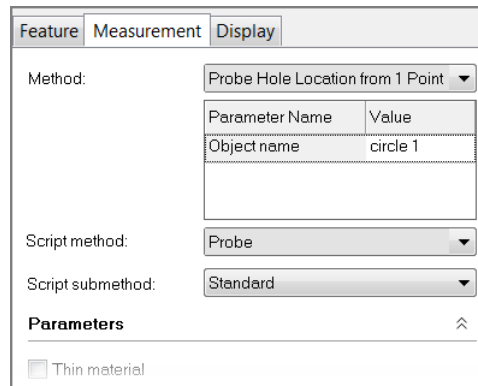 Feature Measurement Display
Method: Probe Hole Location from 1 Point
Parameter Name Value
Object name circle 1
Script method: Probe
Script submethod: Standard
Parameters
Thin material